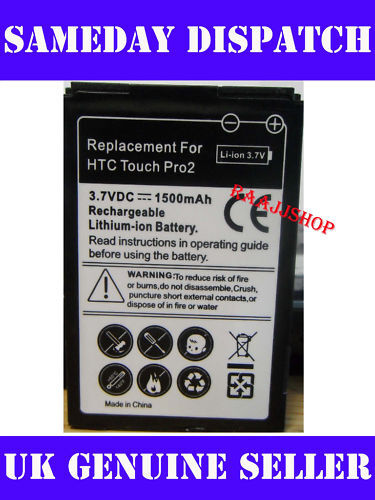 SAMEDAY DISPATCH
Replacement For
HTC Touch Pro2
Li-ion 3.7V
3.7VDC 1500mAh
Rechargeable
Lithium-ion Battery.
Read instructions in operating guide
before using the battery.
CE
RAAJJSHOP
WARNING:To reduce risk of fire
or burns,do not disassemble,Crush,
puncture short external contacts,or
dispose of in fire or water
Made in China
UK GENUINE SELLER